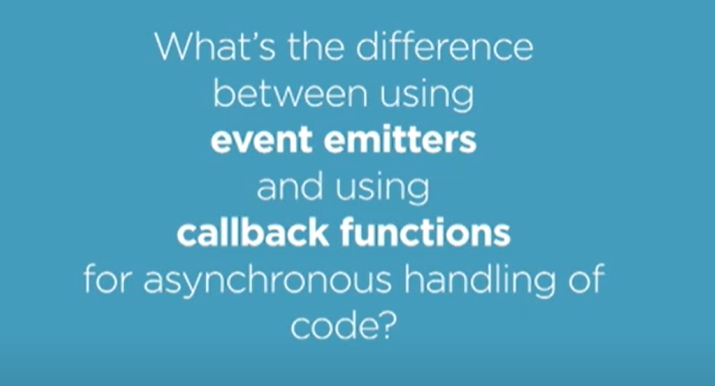 What's the difference
between using
event emitters
and using
callback functions
for asynchronous handling of
code?